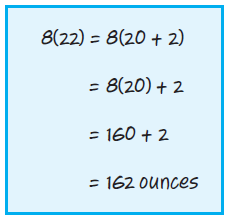 8(22) = 8(20 + 2)
= 8(20) + 2
= 160 + 2
= 162 ounces